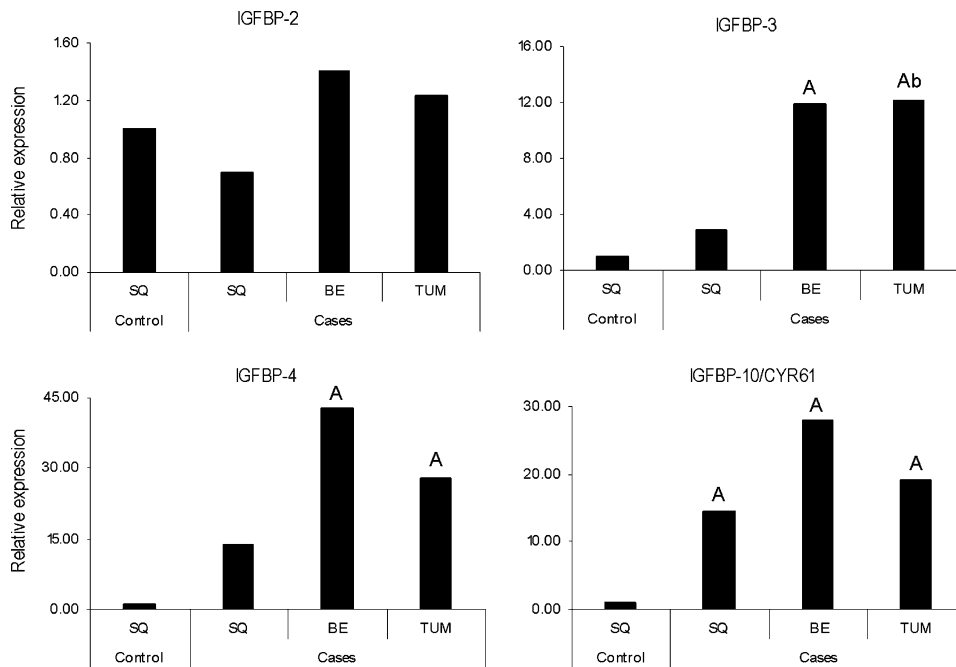 IGFBP-2
Relative expression
1.60
1.20
0.80
0.40
0.00
SQ SQ BE TUM
Control Cases
IGFBP-3
16.00
12.00
8.00
4.00
0.00
A Ab
SQ SQ BE TUM
Control Cases
IGFBP-4
Relative expression
45.00
30.00
15.00
0.00
A
A
SQ SQ BE TUM
Control Cases
IGFBP-10/CYR61
30.00
20.00
10.00
0.00
A
A
A
SQ SQ BE TUM
Control Cases